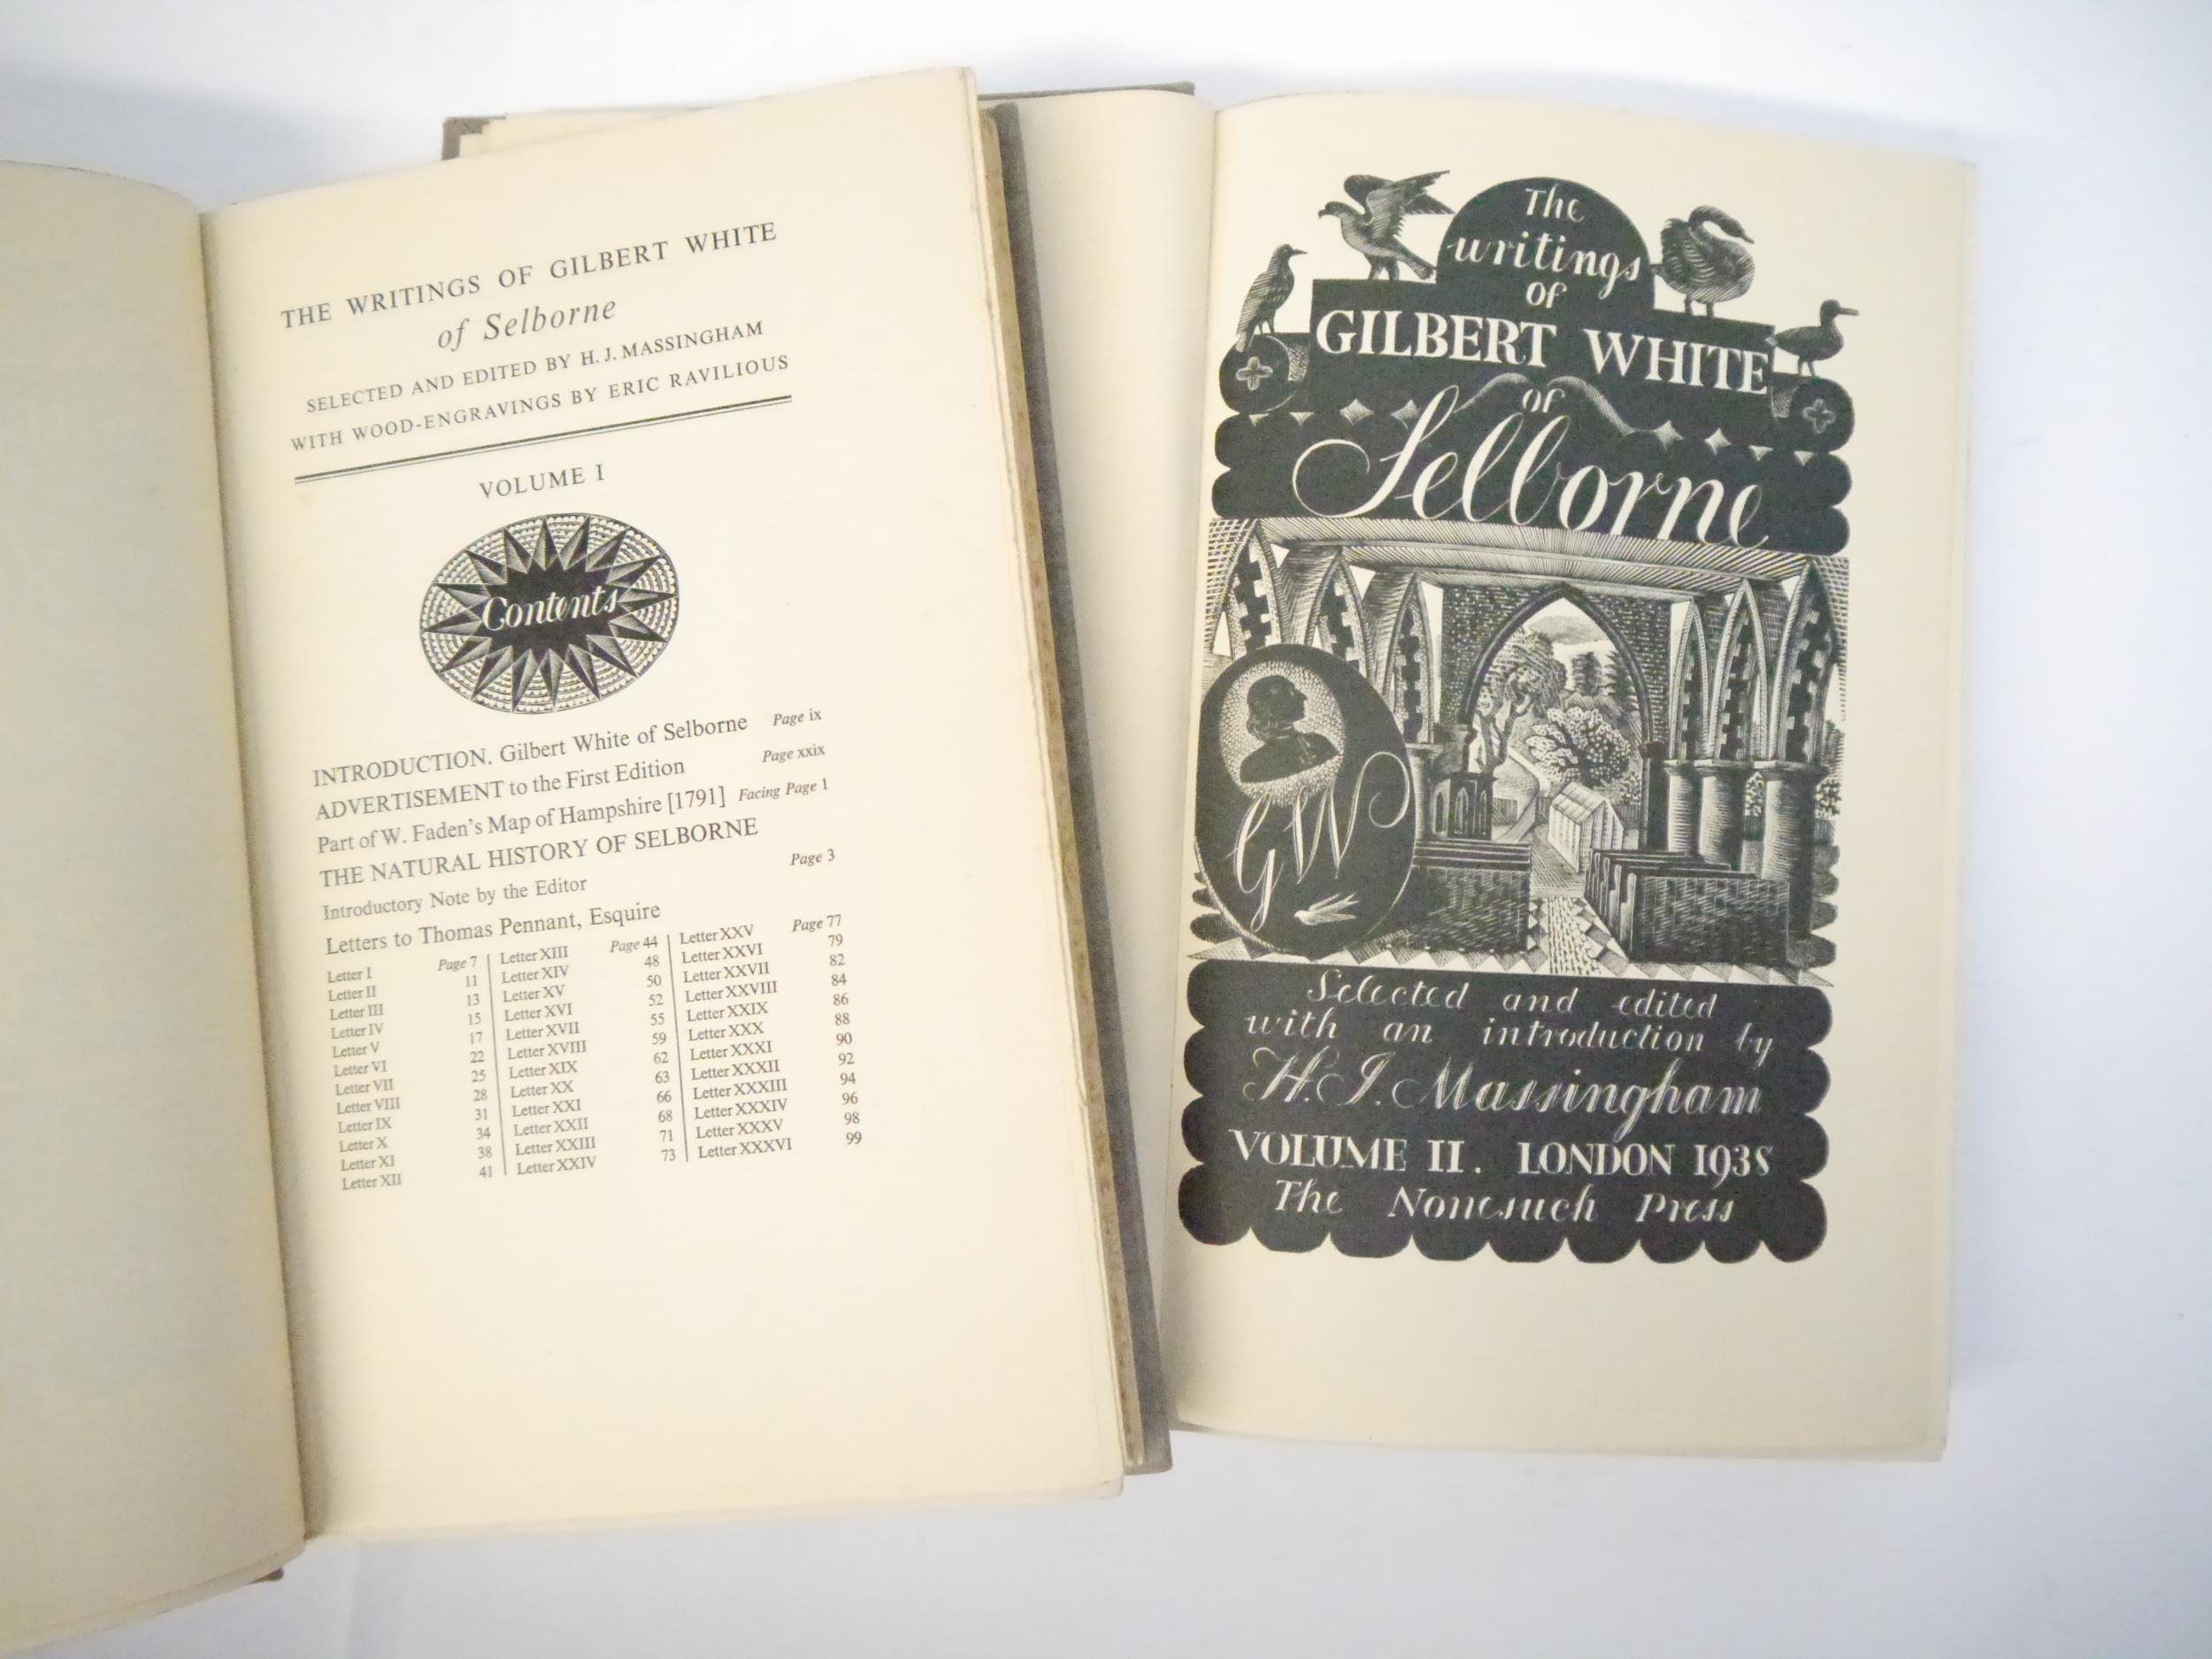 THE WRITINGS OF GILBERT WHITE
of Selborne
SELECTED AND EDITED BY H. J. MASSINGHAM
WITH WOOD-ENGRAVINGS BY ERIC RAVILIOUS
VOLUME I
Contents
INTRODUCTION. Gilbert White of Selborne Page ix
ADVERTISEMENT to the First Edition Page xxix
Part of W. Faden's Map of Hampshire [1791] Facing Page 1
THE NATURAL HISTORY OF SELBORNE
Introductory Note by the Editor Page 3
Letters to Thomas Pennant, Esquire
Letter I Page 7
Letter II 11
Letter III 13
Letter IV 15
Letter V 17
Letter VI 22
Letter VII 25
Letter VIII 28
Letter IX 31
Letter X 34
Letter XI 38
Letter XII 41
Letter XIII Page 44
Letter XIV 48
Letter XV 50
Letter XVI 52
Letter XVII 55
Letter XVIII 59
Letter XIX 62
Letter XX 63
Letter XXI 66
Letter XXII 68
Letter XXIII 71
Letter XXIV 73
Letter XXV Page 77
Letter XXVI 79
Letter XXVII 82
Letter XXVIII 84
Letter XXIX 86
Letter XXX 88
Letter XXXI 90
Letter XXXII 92
Letter XXXIII 94
Letter XXXIV 96
Letter XXXV 98
Letter XXXVI 99
The
writings
of
GILBERT WHITE
of
Selborne
GW
Selected and edited
with an introduction by
H. J. Massingham
VOLUME II. LONDON 1938
The Nonesuch Press